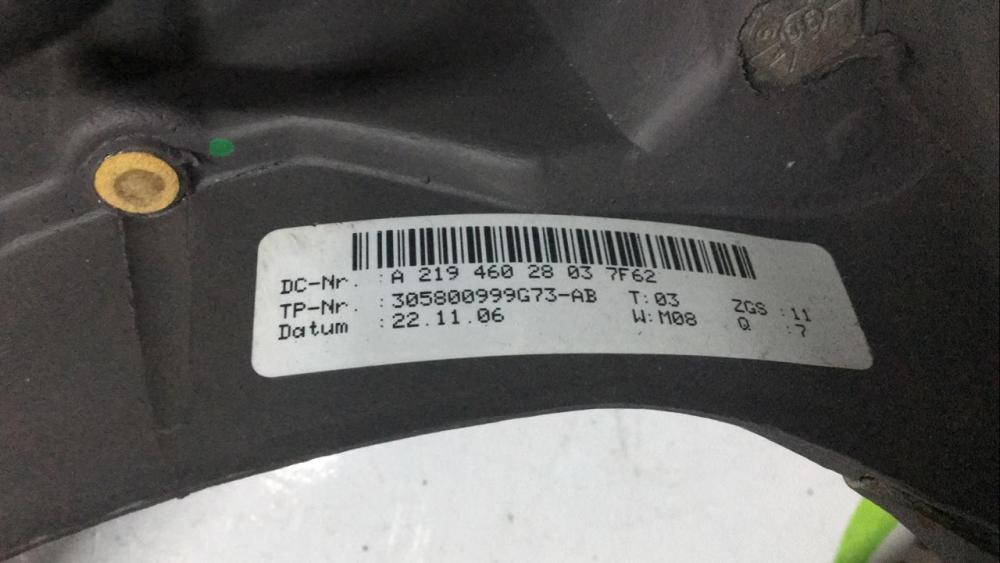 DC-Nr. : A 219 460 28 03 7F62
TP-Nr. : 305800999G73-AB T:03 ZGS :11
Datum : 22.11.06 W:M08 Q :7